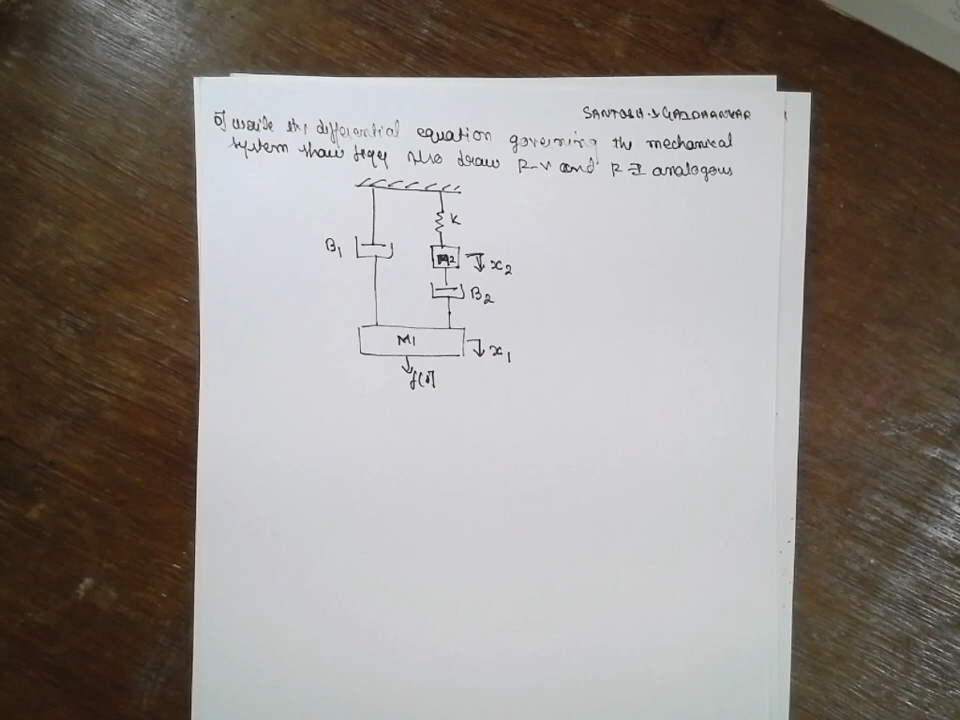 SANTOSH.S GADDHANKAR
write the differential equation governing the mechanical
system also draw F-V and F-I analogous
K
B1
M2
x2
B2
M1
x1
f(t)